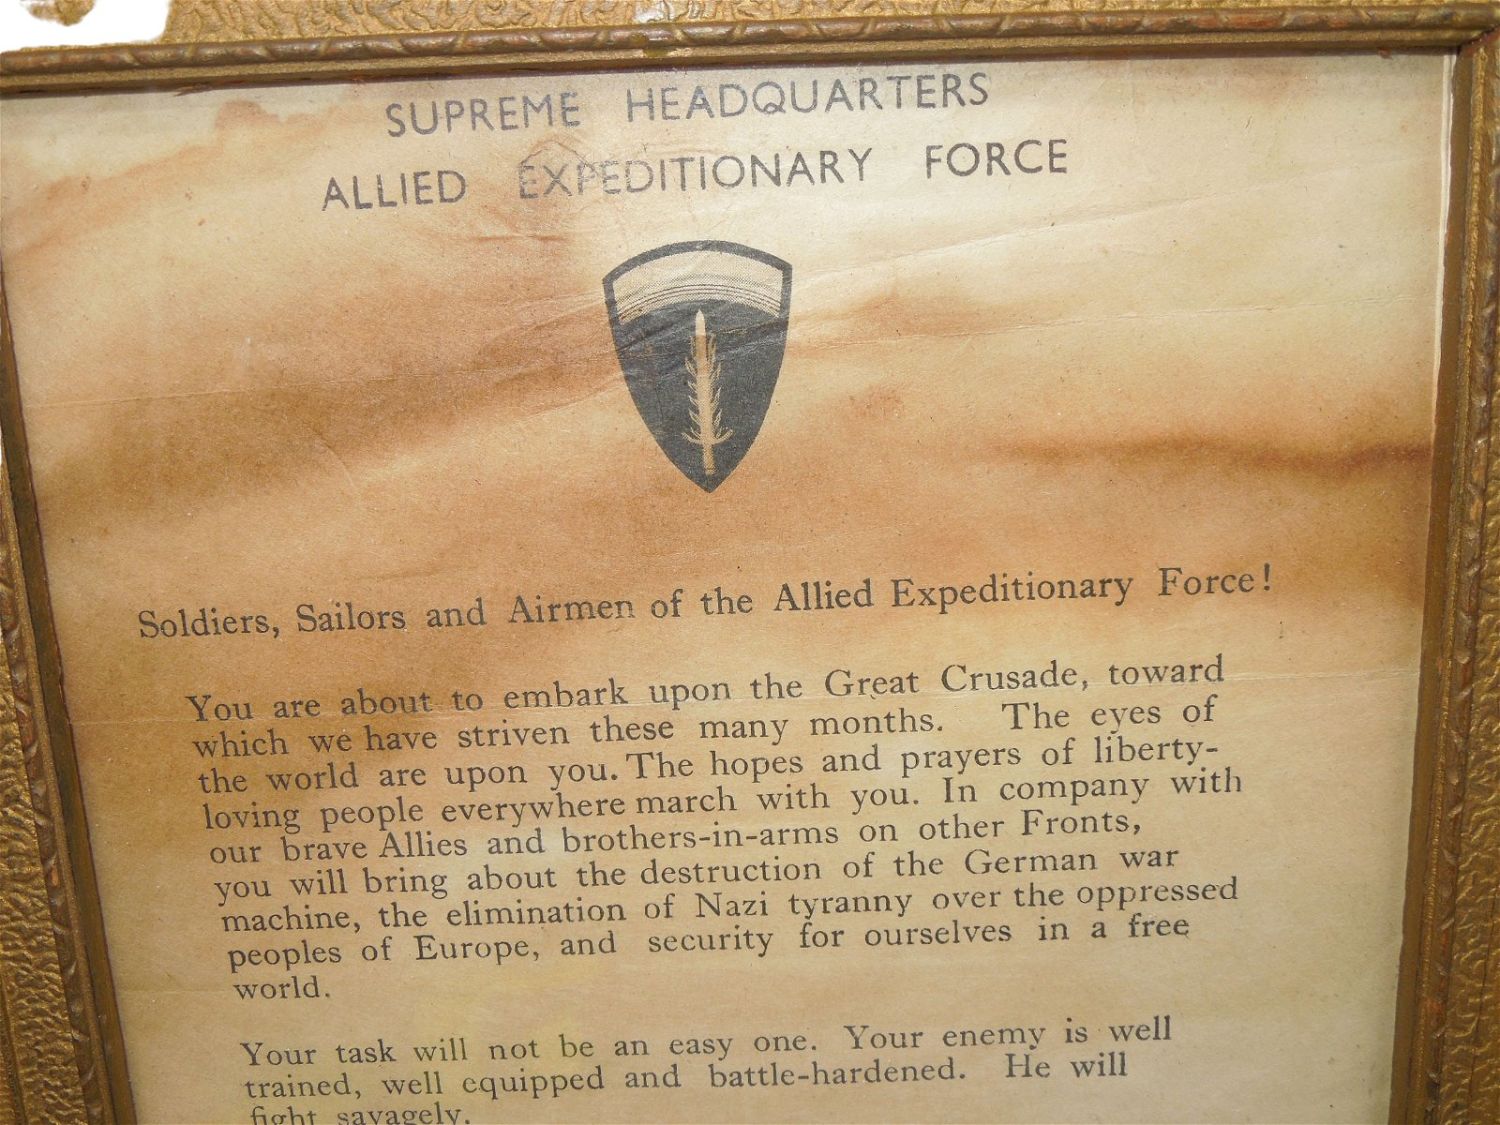 SUPREME HEADQUARTERS
ALLIED EXPEDITIONARY FORCE
Soldiers, Sailors and Airmen of the Allied Expeditionary Force!
You are about to embark upon the Great Crusade, toward
which we have striven these many months. The eyes of
the world are upon you. The hopes and prayers of liberty-
loving people everywhere march with you. In company with
our brave Allies and brothers-in-arms on other Fronts,
you will bring about the destruction of the German war
machine, the elimination of Nazi tyranny over the oppressed
peoples of Europe, and security for ourselves in a free
world.
Your task will not be an easy one. Your enemy is well
trained, well equipped and battle-hardened. He will
fight savagely.